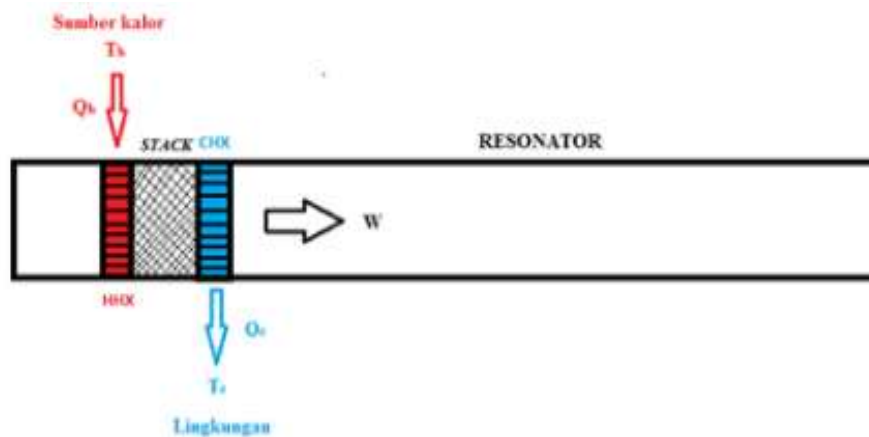 Sumber kalor
Th
Qh
STACK CHX RESONATOR
W
HHX
Qc
Tc
Lingkungan